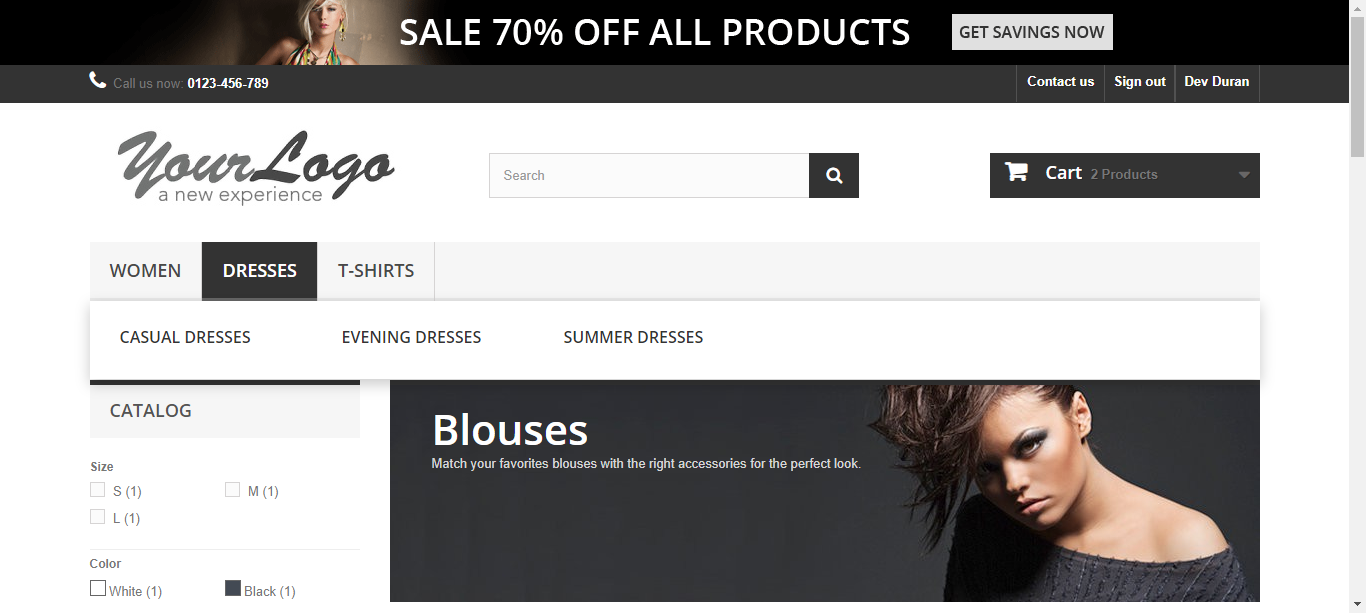 SALE 70% OFF ALL PRODUCTS GET SAVINGS NOW
Call us now: 0123-456-789 Contact us Sign out Dev Duran
YourLogo
a new experience
Search
Cart 2 Products
WOMEN DRESSES T-SHIRTS
CASUAL DRESSES EVENING DRESSES SUMMER DRESSES
CATALOG
Size
S (1) M (1)
L (1)
Color
White (1) Black (1)
Blouses
Match your favorites blouses with the right accessories for the perfect look.